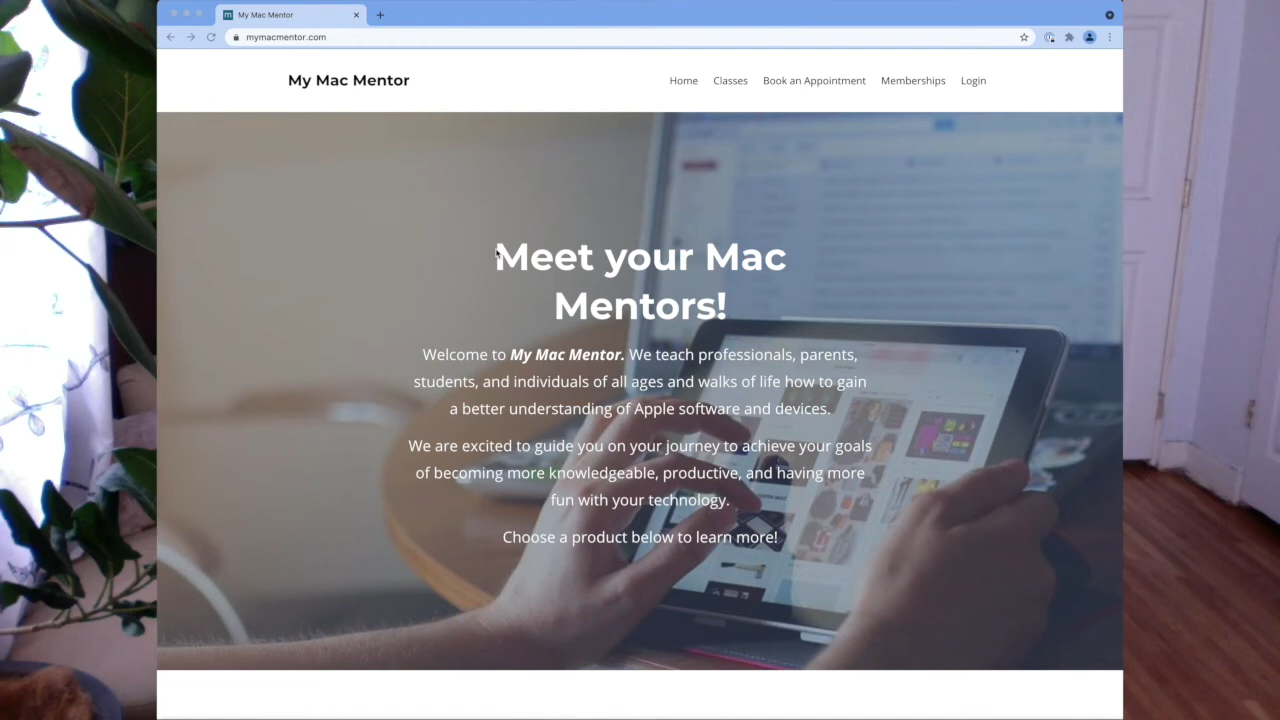 My Mac Mentor
mymacmentor.com
My Mac Mentor
Home Classes Book an Appointment Memberships Login
Meet your Mac
Mentors!
Welcome to My Mac Mentor. We teach professionals, parents,
students, and individuals of all ages and walks of life how to gain
a better understanding of Apple software and devices.
We are excited to guide you on your journey to achieve your goals
of becoming more knowledgeable, productive, and having more
fun with your technology.
Choose a product below to learn more!